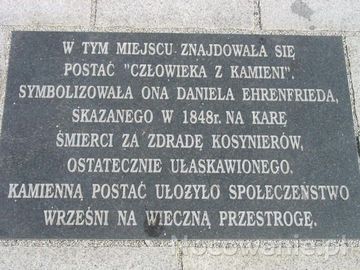 W TYM MIEJSCU ZNAJDOWAŁA SIĘ
POSTAĆ "CZŁOWIEKA Z KAMIENI".
SYMBOLIZOWAŁA ONA DANIELA EHRENFRIEDA,
SKAZANEGO W 1848r. NA KARĘ
ŚMIERCI ZA ZDRADĘ KOSYNIERÓW,
OSTATECZNIE UŁASKAWIONEGO.
KAMIENNĄ POSTAĆ UŁOŻYŁO SPOŁECZEŃSTWO
WRZEŚNI NA WIECZNĄ PRZESTROGĘ.